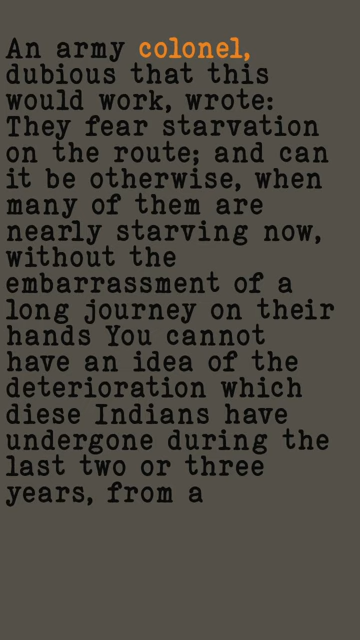 An army colonel,
dubious that this
would work, wrote:
They fear starvation
on the route; and can
it be otherwise, when
many of them are
nearly starving now,
without the
embarrassment of a
long journey on their
hands You cannot
have an idea of the
deterioration which
diese Indians have
undergone during the
last two or three
years, from a